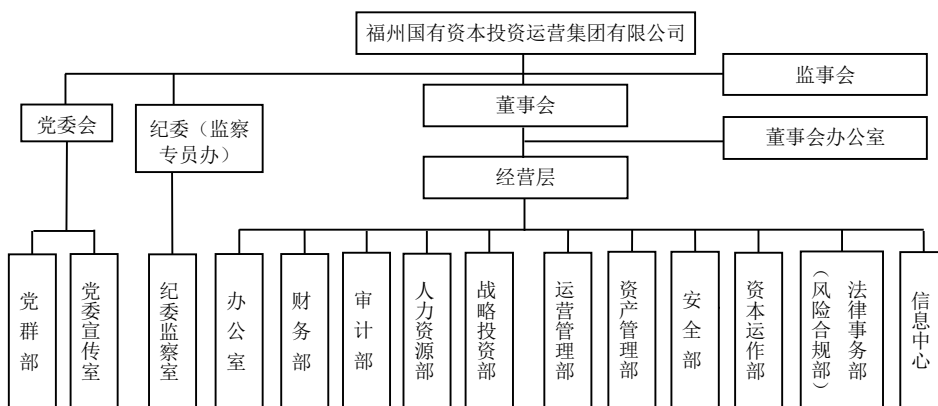 福州国有资本投资运营集团有限公司
监事会
董事会
党委会
纪委（监察
专员办）
董事会办公室
经营层
党群部
党委宣传室
纪委监察室
办公室
财务部
审计部
人力资源部
战略投资部
运营管理部
资产管理部
安全部
资本运作部
法律事务部
（风险合规部）
信息中心